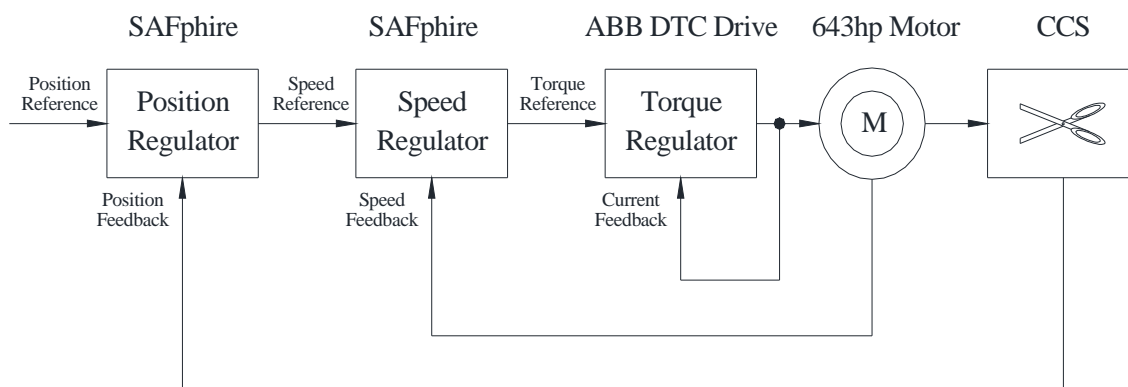 SAFphire
SAFphire
ABB DTC Drive
643hp Motor
CCS
Position
Reference
Position
Regulator
Speed
Reference
Speed
Regulator
Torque
Reference
Torque
Regulator
M
Position
Feedback
Speed
Feedback
Current
Feedback